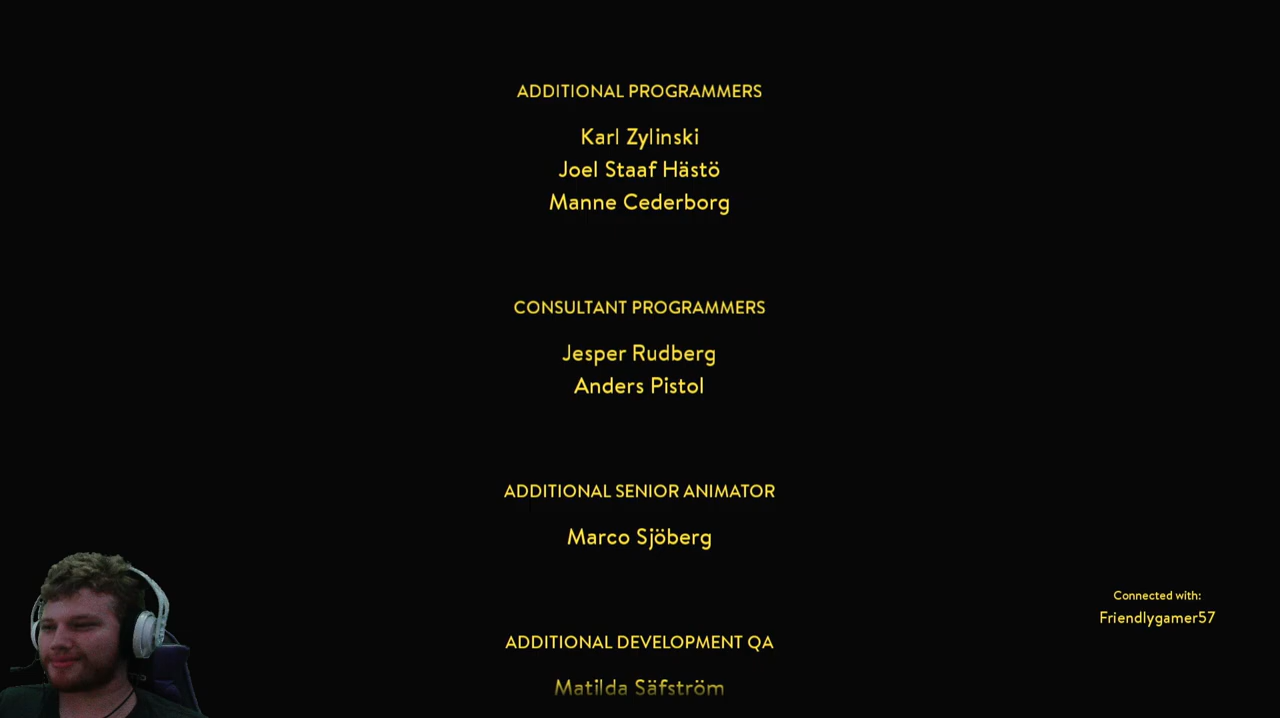 ADDITIONAL PROGRAMMERS
Karl Zylinski
Joel Staaf Hästö
Manne Cederborg
CONSULTANT PROGRAMMERS
Jesper Rudberg
Anders Pistol
ADDITIONAL SENIOR ANIMATOR
Marco Sjöberg
Connected with:
Friendlygamer57
ADDITIONAL DEVELOPMENT QA
Matilda Säfström